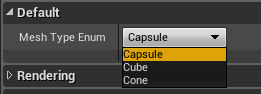 Default
Mesh Type Enum Capsule
Capsule
Cube
Cone
Rendering